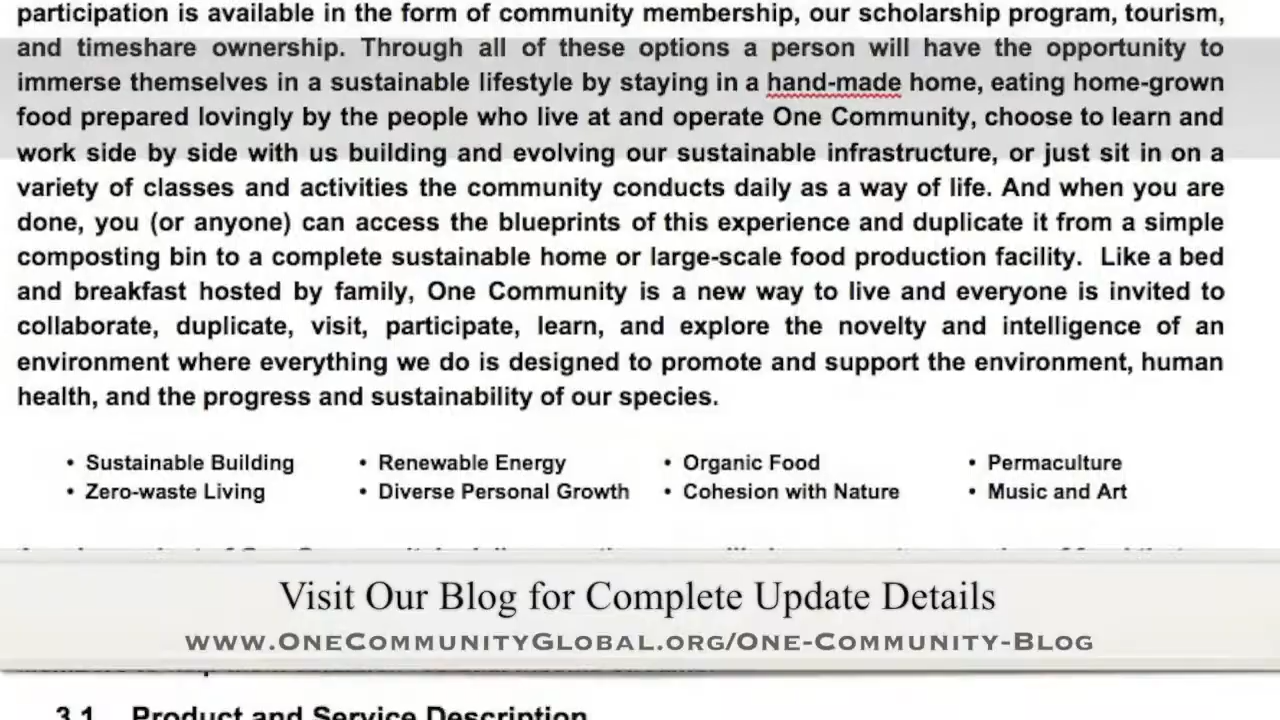 participation is available in the form of community membership, our scholarship program, tourism,
and timeshare ownership. Through all of these options a person will have the opportunity to
immerse themselves in a sustainable lifestyle by staying in a hand-made home, eating home-grown
food prepared lovingly by the people who live at and operate One Community, choose to learn and
work side by side with us building and evolving our sustainable infrastructure, or just sit in on a
variety of classes and activities the community conducts daily as a way of life. And when you are
done, you (or anyone) can access the blueprints of this experience and duplicate it from a simple
composting bin to a complete sustainable home or large-scale food production facility. Like a bed
and breakfast hosted by family, One Community is a new way to live and everyone is invited to
collaborate, duplicate, visit, participate, learn, and explore the novelty and intelligence of an
environment where everything we do is designed to promote and support the environment, human
health, and the progress and sustainability of our species.
• Sustainable Building • Renewable Energy • Organic Food • Permaculture
• Zero-waste Living • Diverse Personal Growth • Cohesion with Nature • Music and Art
Visit Our Blog for Complete Update Details
www.OneCommunityGlobal.org/One-Community-Blog
3.1 Product and Service Description